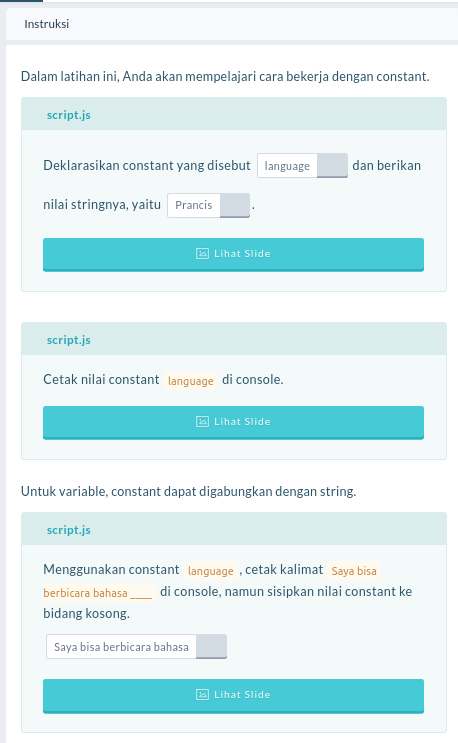 Instruksi
Dalam latihan ini, Anda akan mempelajari cara bekerja dengan constant.
script.js
Deklarasikan constant yang disebut language dan berikan
nilai stringnya, yaitu Prancis .
Lihat Slide
script.js
Cetak nilai constant language di console.
Lihat Slide
Untuk variable, constant dapat digabungkan dengan string.
script.js
Menggunakan constant language , cetak kalimat Saya bisa
berbicara bahasa ____ di console, namun sisipkan nilai constant ke
bidang kosong.
Saya bisa berbicara bahasa
Lihat Slide